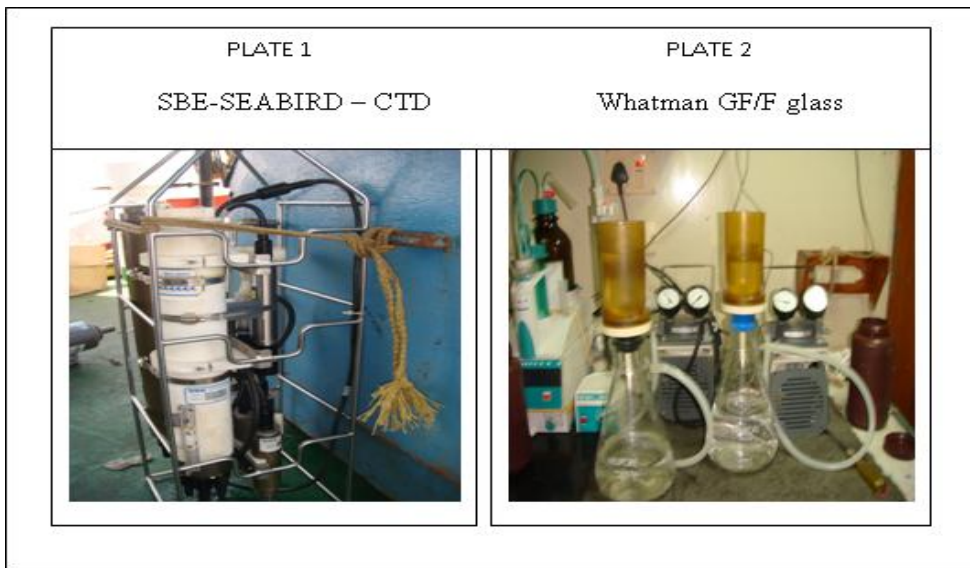 PLATE 1
SBE-SEABIRD – CTD
PLATE 2
Whatman GF/F glass